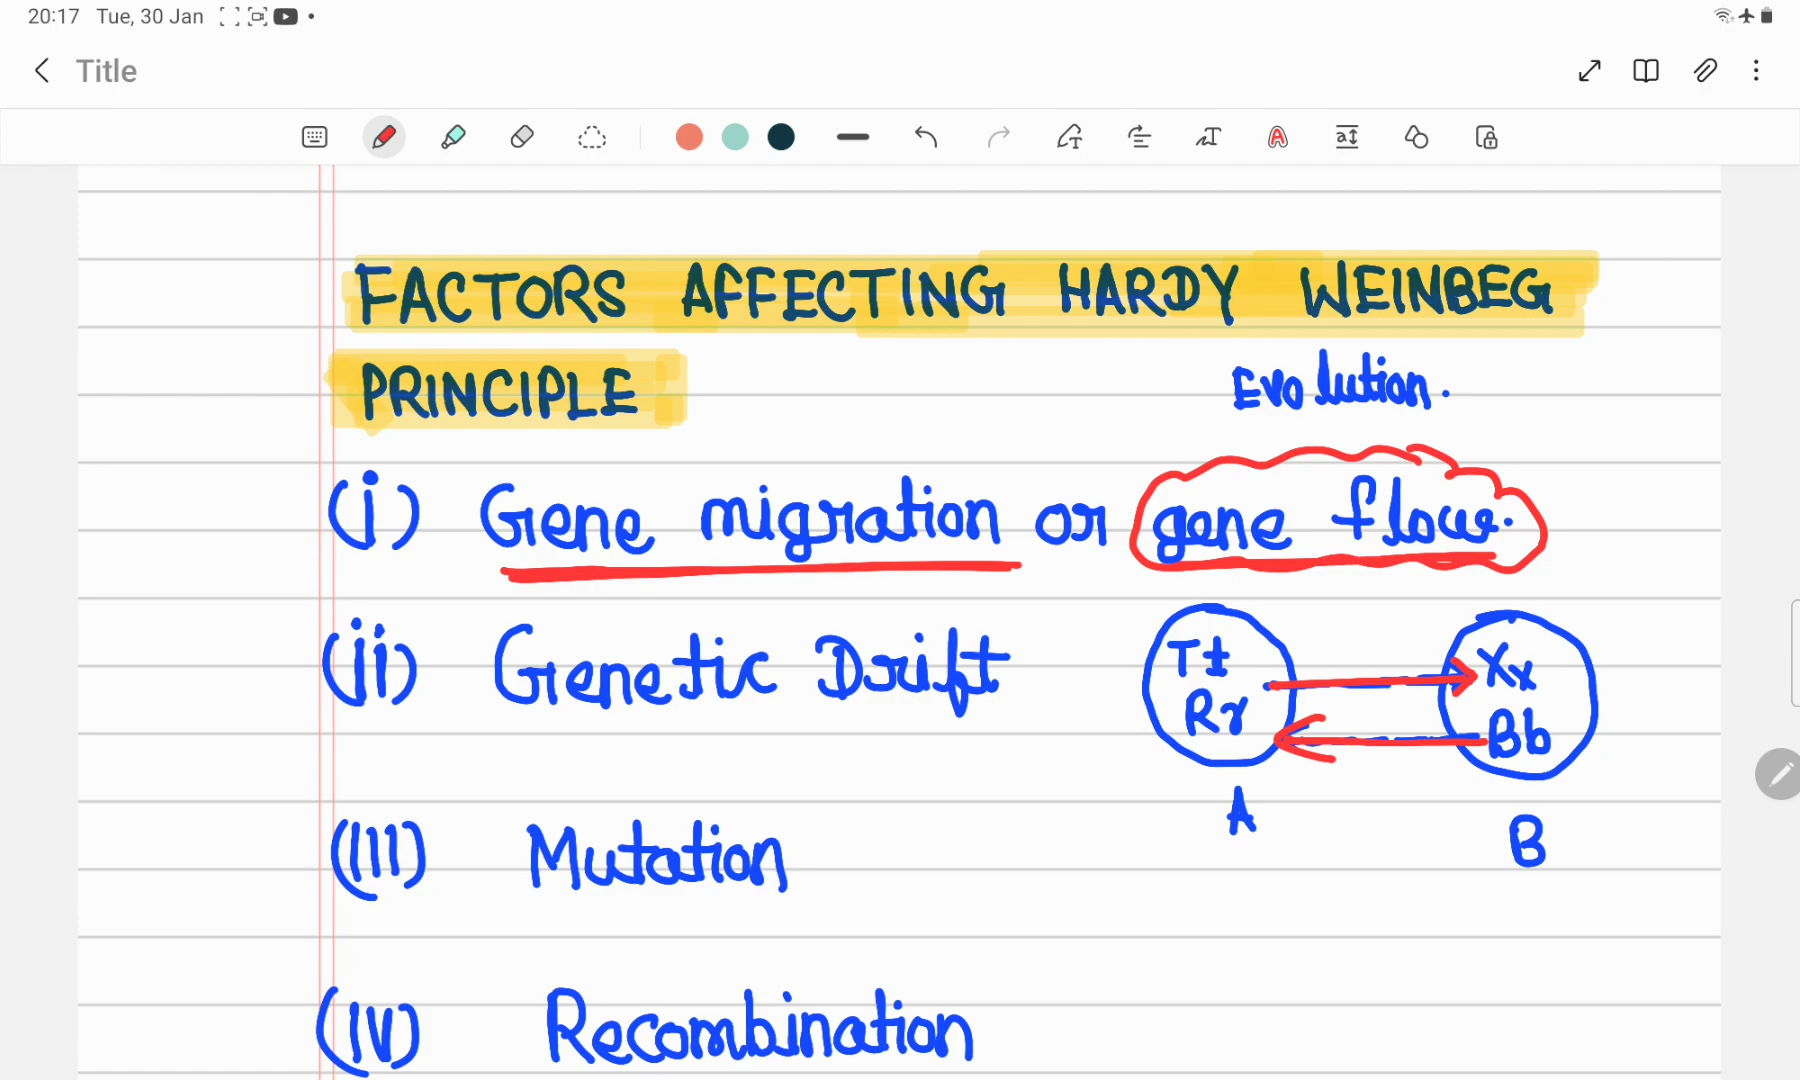 20:17 Tue, 30 Jan
Title
FACTORS AFFECTING HARDY WEINBEG
PRINCIPLE
Evolution.
(i) Gene migration or gene flow.
(ii) Genetic Drift
Tt
Rr
Xx
Bb
A
B
(III) Mutation
(IV) Recombination